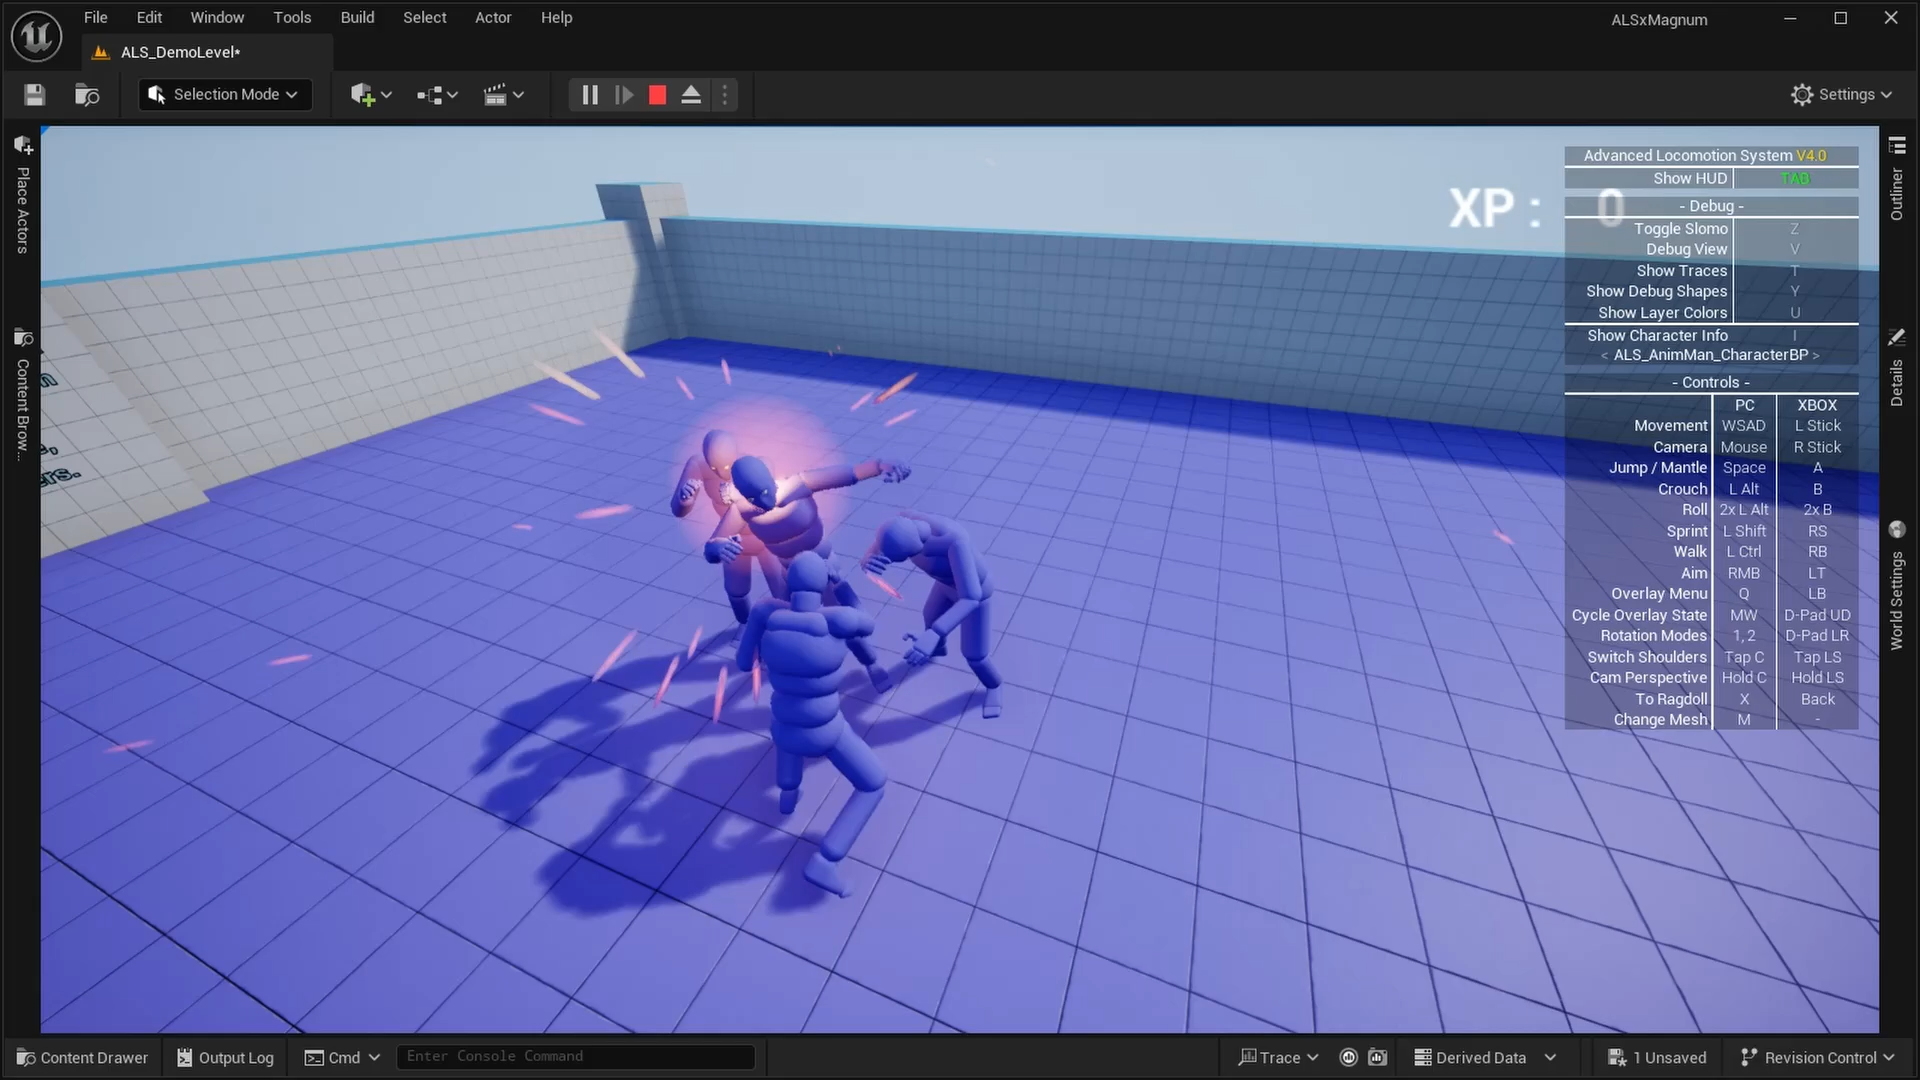 File Edit Window Tools Build Select Actor Help
ALSxMagnum
ALS_DemoLevel*
Selection Mode
Settings
Place Actors
Content Brow...
Outliner
Details
World Settings
n
e,
ers.
XP : 0
Advanced Locomotion System V4.0
Show HUD TAB
- Debug -
Toggle Slomo Z
Debug View V
Show Traces T
Show Debug Shapes Y
Show Layer Colors U
Show Character Info I
< ALS_AnimMan_CharacterBP >
- Controls -
PC XBOX
Movement WSAD L Stick
Camera Mouse R Stick
Jump / Mantle Space A
Crouch L Alt B
Roll 2x L Alt 2x B
Sprint L Shift RS
Walk L Ctrl RB
Aim RMB LT
Overlay Menu Q LB
Cycle Overlay State MW D-Pad UD
Rotation Modes 1, 2 D-Pad LR
Switch Shoulders Tap C Tap LS
Cam Perspective Hold C Hold LS
To Ragdoll X Back
Change Mesh M -
Content Drawer Output Log Cmd Enter Console Command Trace Derived Data 1 Unsaved Revision Control